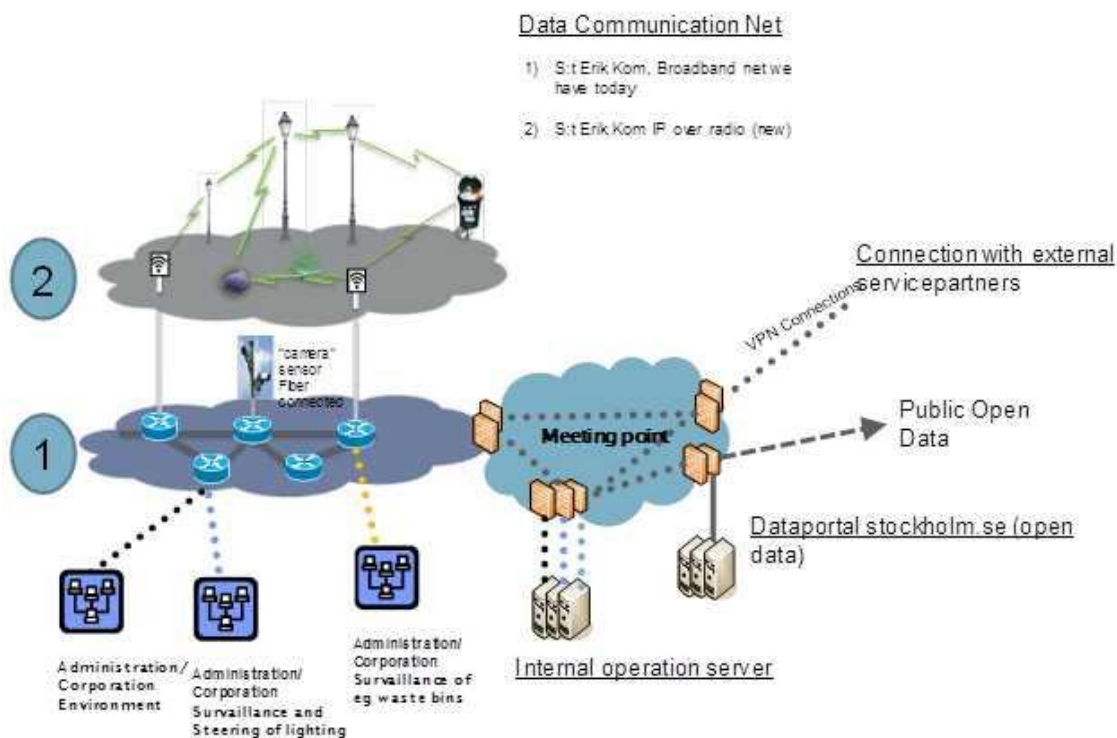 Data Communication Net
1) S:t Erik Kom, Broadband net we
have today
2) S:t Erik Kom IP over radio (new)
2
Connection with external
servicepartners
VPN Connections
"camera"
sensor
Fiber
connected
1
Meeting point
Public Open
Data
Dataportal stockholm.se (open
data)
Internal operation server
Administration/
Corporation
Environment
Administration/
Corporation
Survaillance and
Steering of lighting
Administration/
Corporation
Survaillance of
eg waste bins